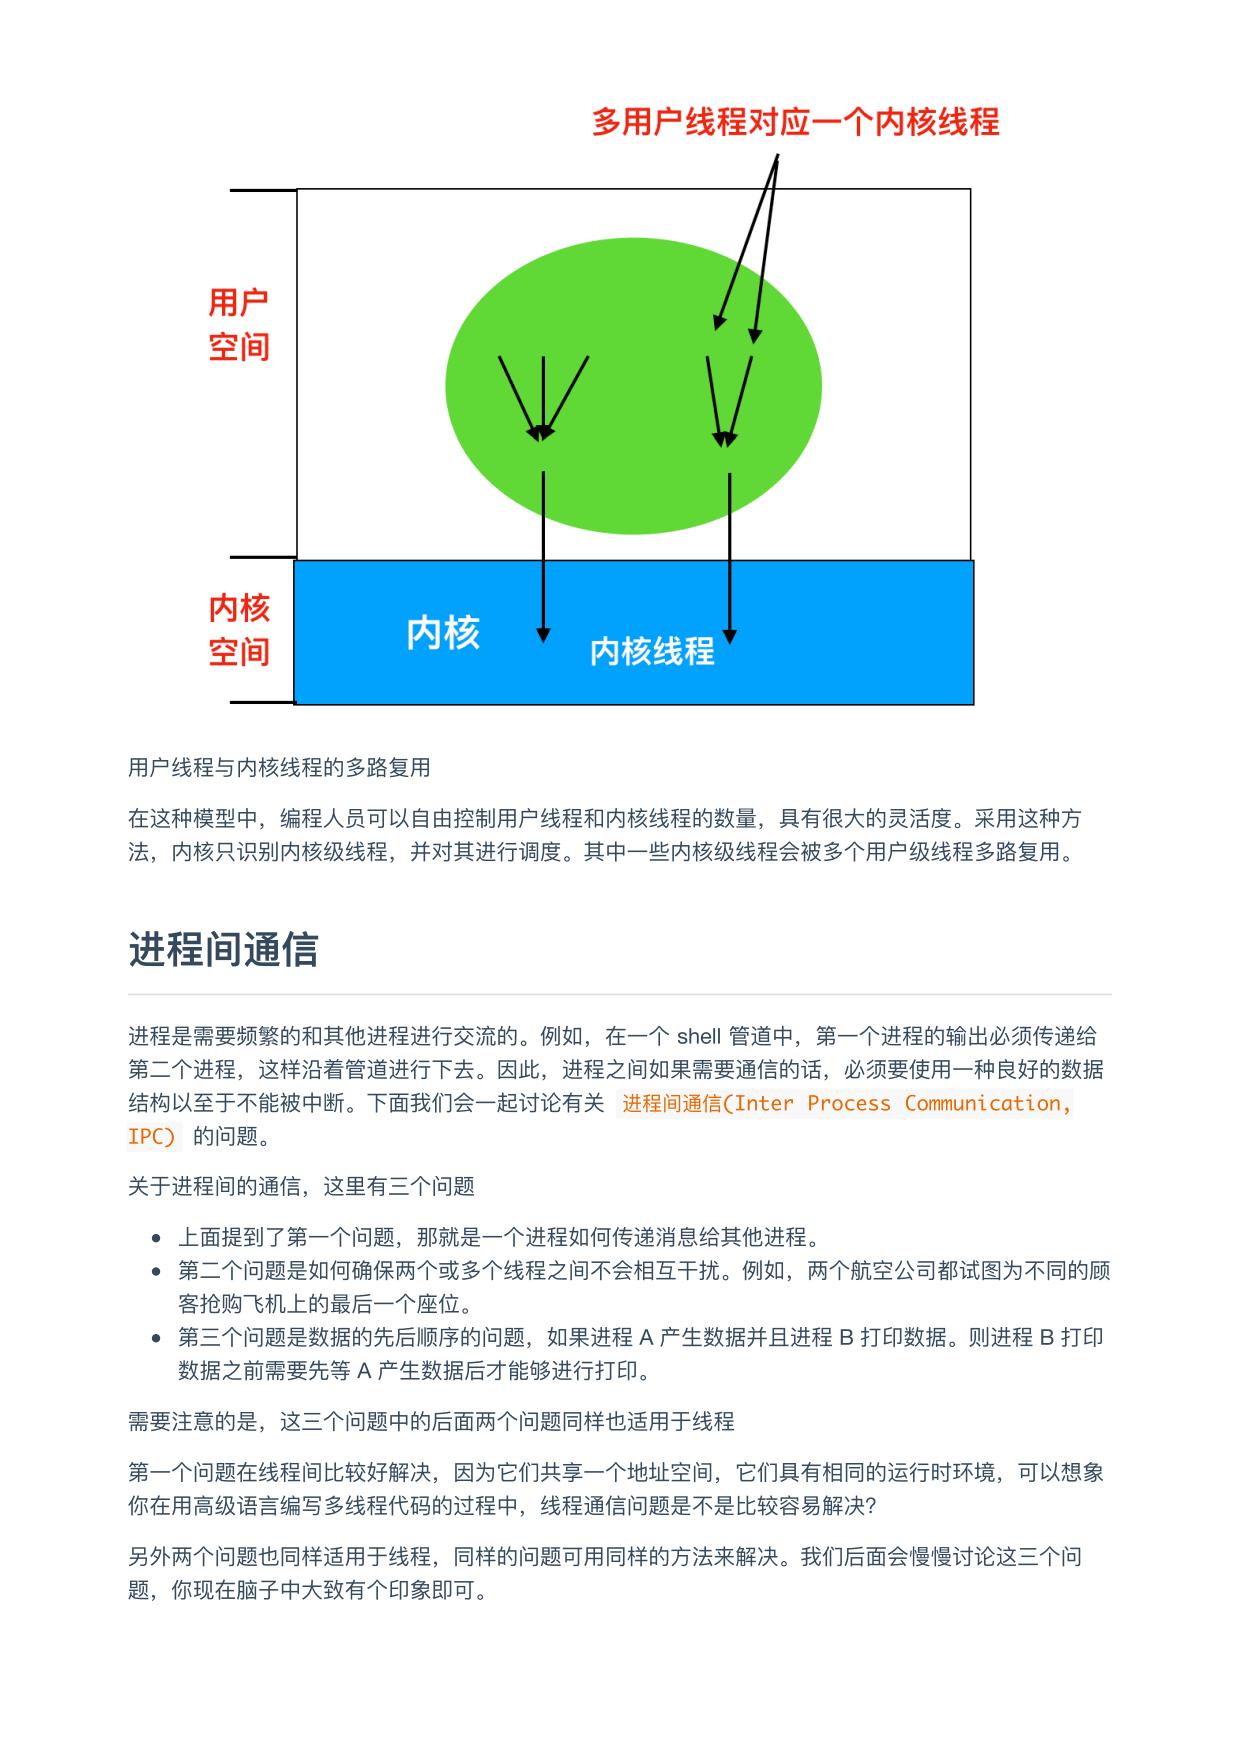 多用户线程对应一个内核线程
用户
空间
内核
空间
内核
内核线程
用户线程与内核线程的多路复用
在这种模型中，编程人员可以自由控制用户线程和内核线程的数量，具有很大的灵活度。采用这种方
法，内核只识别内核级线程，并对其进行调度。其中一些内核级线程会被多个用户级线程多路复用。
进程间通信
进程是需要频繁的和其他进程进行交流的。例如，在一个 shell 管道中，第一个进程的输出必须传递给
第二个进程，这样沿着管道进行下去。因此，进程之间如果需要通信的话，必须要使用一种良好的数据
结构以至于不能被中断。下面我们会一起讨论有关 进程间通信(Inter Process Communication,
IPC) 的问题。
关于进程间的通信，这里有三个问题
• 上面提到了第一个问题，那就是一个进程如何传递消息给其他进程。
• 第二个问题是如何确保两个或多个线程之间不会相互干扰。例如，两个航空公司都试图为不同的顾
客抢购飞机上的最后一个座位。
• 第三个问题是数据的先后顺序的问题，如果进程 A 产生数据并且进程 B 打印数据。则进程 B 打印
数据之前需要先等 A 产生数据后才能够进行打印。
需要注意的是，这三个问题中的后面两个问题同样也适用于线程
第一个问题在线程间比较好解决，因为它们共享一个地址空间，它们具有相同的运行时环境，可以想象
你在用高级语言编写多线程代码的过程中，线程通信问题是不是比较容易解决？
另外两个问题也同样适用于线程，同样的问题可用同样的方法来解决。我们后面会慢慢讨论这三个问
题，你现在脑子中大致有个印象即可。